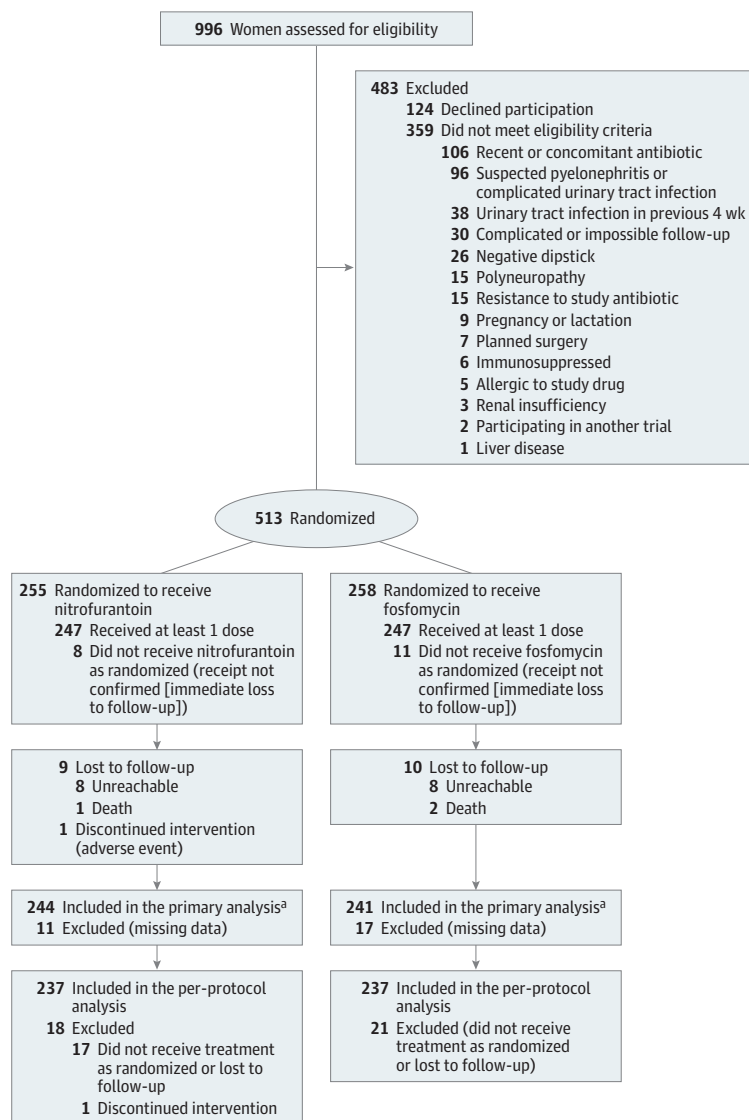 996 Women assessed for eligibility
483 Excluded
124 Declined participation
359 Did not meet eligibility criteria
106 Recent or concomitant antibiotic
96 Suspected pyelonephritis or
complicated urinary tract infection
38 Urinary tract infection in previous 4 wk
30 Complicated or impossible follow-up
26 Negative dipstick
15 Polyneuropathy
15 Resistance to study antibiotic
9 Pregnancy or lactation
7 Planned surgery
6 Immunosuppressed
5 Allergic to study drug
3 Renal insufficiency
2 Participating in another trial
1 Liver disease
513 Randomized
255 Randomized to receive
nitrofurantoin
247 Received at least 1 dose
8 Did not receive nitrofurantoin
as randomized (receipt not
confirmed [immediate loss
to follow-up])
258 Randomized to receive
fosfomycin
247 Received at least 1 dose
11 Did not receive fosfomycin
as randomized (receipt not
confirmed [immediate loss
to follow-up])
9 Lost to follow-up
8 Unreachable
1 Death
1 Discontinued intervention
(adverse event)
10 Lost to follow-up
8 Unreachable
2 Death
244 Included in the primary analysisa
11 Excluded (missing data)
241 Included in the primary analysisa
17 Excluded (missing data)
237 Included in the per-protocol
analysis
18 Excluded
17 Did not receive treatment
as randomized or lost to
follow-up
1 Discontinued intervention
237 Included in the per-protocol
analysis
21 Excluded (did not receive
treatment as randomized
or lost to follow-up)